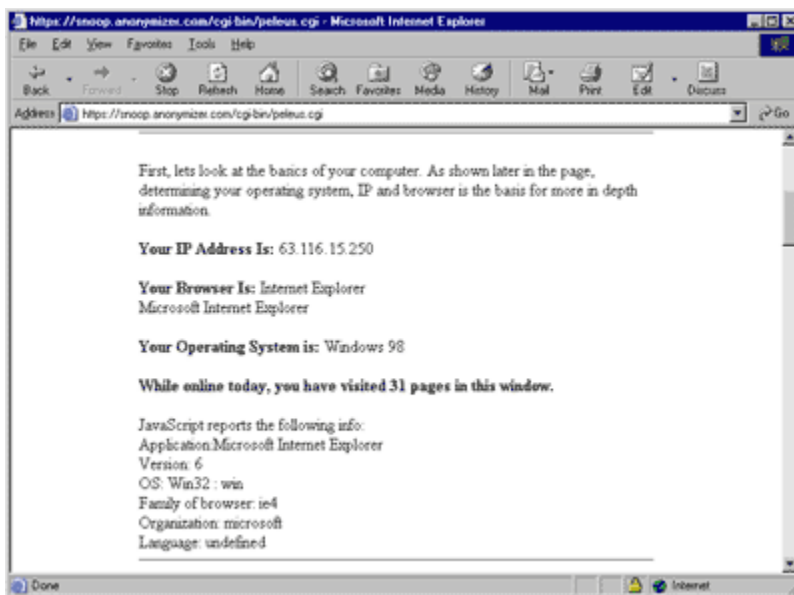 https://snoop.anonymizer.com/cgi-bin/peleus.cgi - Microsoft Internet Explorer
File Edit View Favorites Tools Help
Back Forward Stop Refresh Home Search Favorites Media History Mail Print Edit Discuss
Address https://snoop.anonymizer.com/cgi-bin/peleus.cgi Go
First, lets look at the basics of your computer. As shown later in the page,
determining your operating system, IP and browser is the basis for more in depth
information.
Your IP Address Is: 63.116.15.250
Your Browser Is: Internet Explorer
Microsoft Internet Explorer
Your Operating System is: Windows 98
While online today, you have visited 31 pages in this window.
JavaScript reports the following info:
Application:Microsoft Internet Explorer
Version: 6
OS: Win32 : win
Family of browser: ie4
Organization: microsoft
Language: undefined
Done Internet